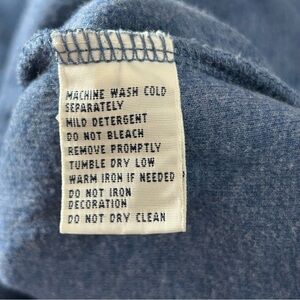 MACHINE WASH COLD
SEPARATELY
MILD DETERGENT
DO NOT BLEACH
REMOVE PROMPTLY
TUMBLE DRY LOW
WARM IRON IF NEEDED
DO NOT IRON
DECORATION
DO NOT DRY CLEAN